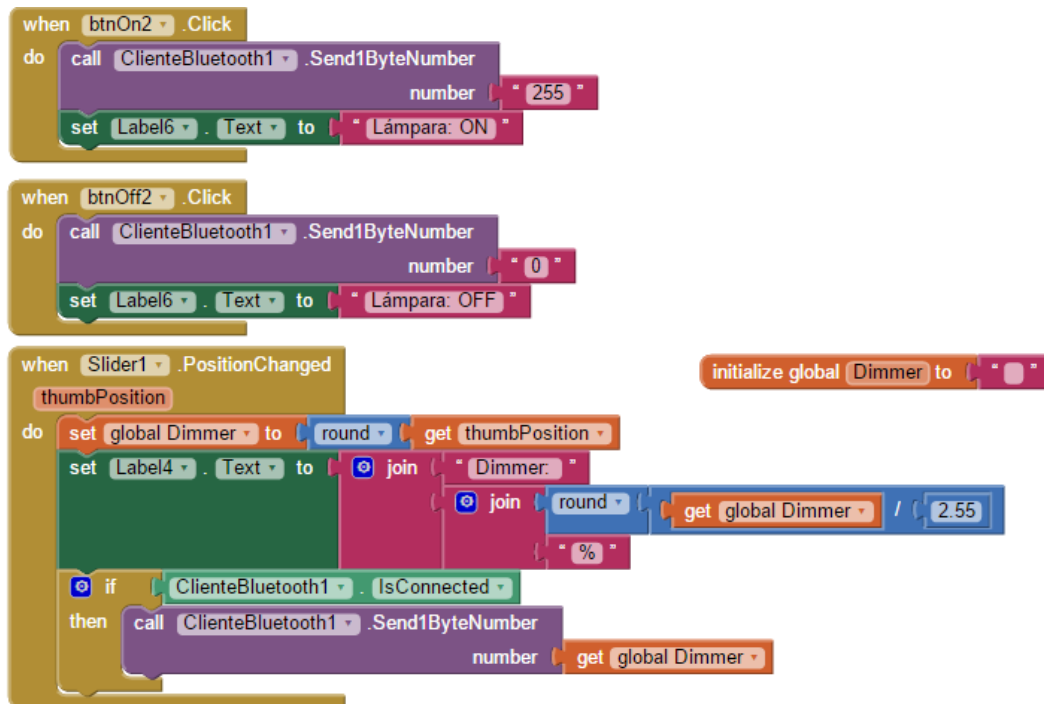 when btnOn2 .Click
do call ClienteBluetooth1 .Send1ByteNumber
number " 255 "
set Label6 . Text to " Lámpara: ON "
when btnOff2 .Click
do call ClienteBluetooth1 .Send1ByteNumber
number " 0 "
set Label6 . Text to " Lámpara: OFF "
when Slider1 .PositionChanged
initialize global Dimmer to " "
thumbPosition
do set global Dimmer to round get thumbPosition
set Label4 . Text to join " Dimmer: "
join round get global Dimmer / 2.55
" % "
if ClienteBluetooth1 . IsConnected
then call ClienteBluetooth1 .Send1ByteNumber
number get global Dimmer